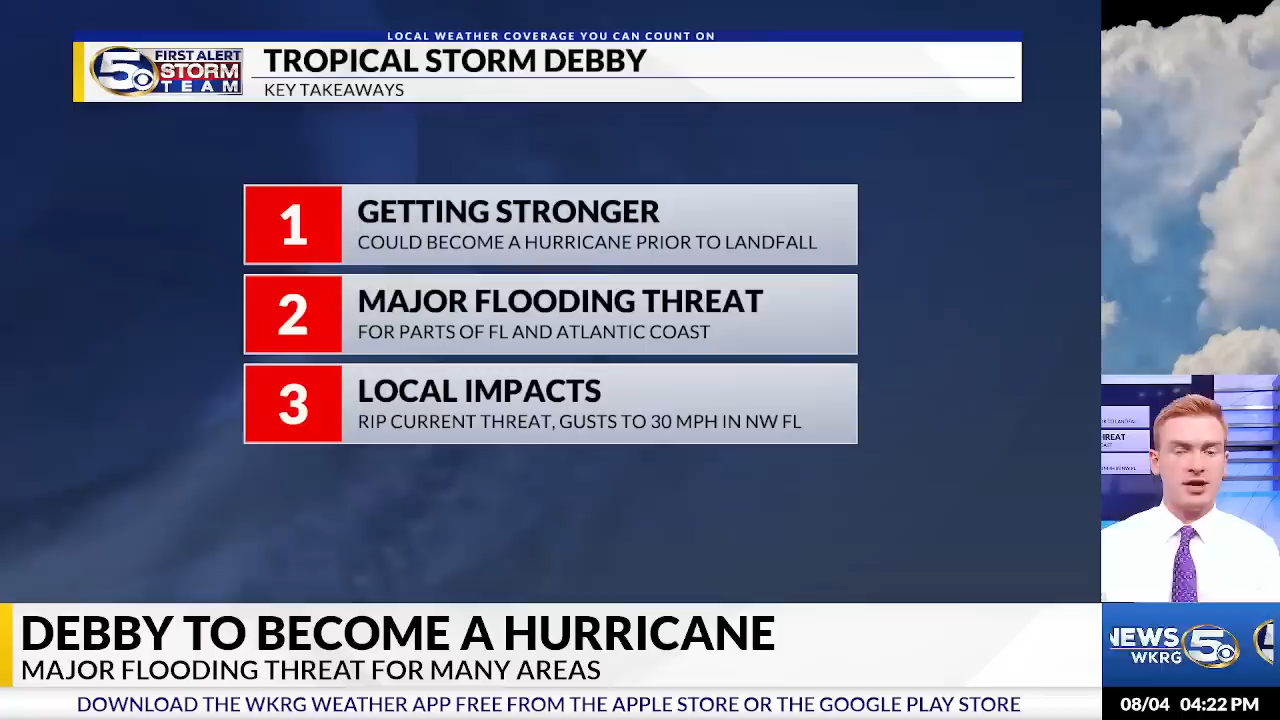 LOCAL WEATHER COVERAGE YOU CAN COUNT ON
5
FIRST ALERT
STORM
TEAM
TROPICAL STORM DEBBY
KEY TAKEAWAYS
1
GETTING STRONGER
COULD BECOME A HURRICANE PRIOR TO LANDFALL
2
MAJOR FLOODING THREAT
FOR PARTS OF FL AND ATLANTIC COAST
3
LOCAL IMPACTS
RIP CURRENT THREAT, GUSTS TO 30 MPH IN NW FL
DEBBY TO BECOME A HURRICANE
MAJOR FLOODING THREAT FOR MANY AREAS
DOWNLOAD THE WKRG WEATHER APP FREE FROM THE APPLE STORE OR THE GOOGLE PLAY STORE
NEWS 5
WKRG
08/04 04:22 PM